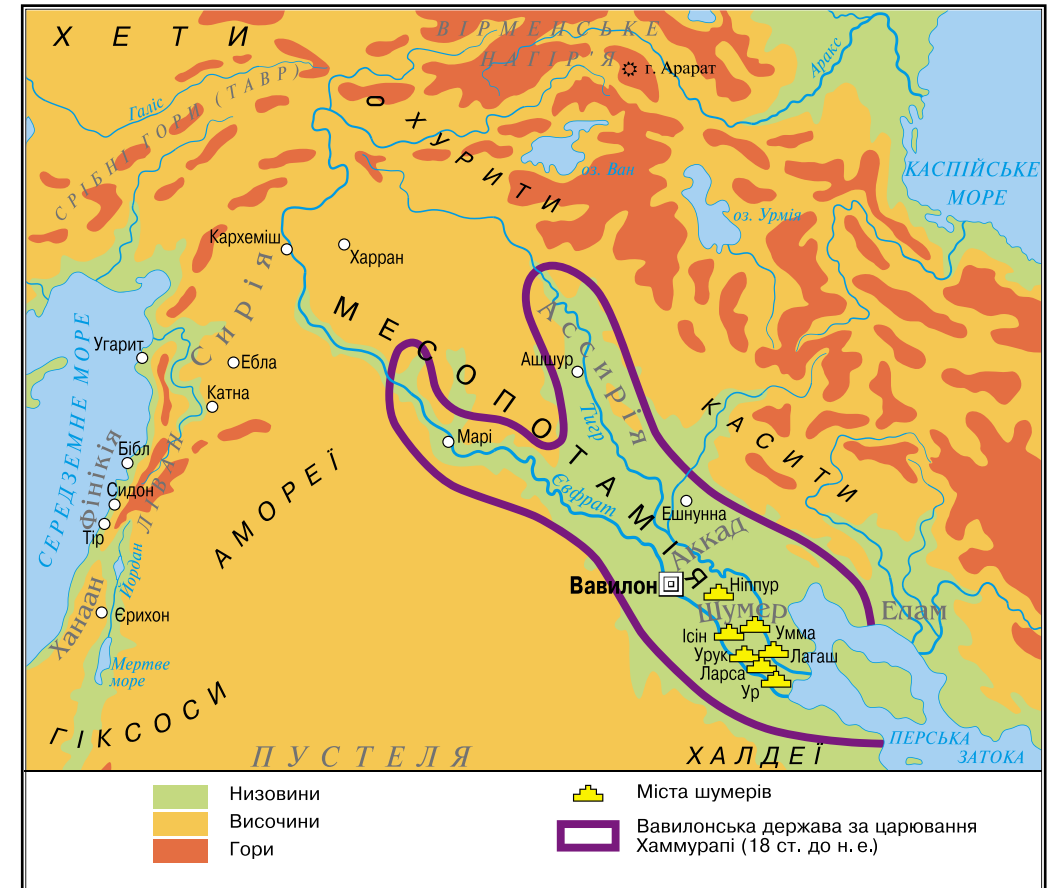 ХЕТИ
ВІРМЕНСЬКЕ
НАГІР'Я
г. Арарат
Аракс
Галіс
СРІБНІ ГОРИ (ТАВР)
ХУРИТИ
оз. Ван
оз. Урмія
КАСПІЙСЬКЕ
МОРЕ
Кархеміш
Харран
Сирія
МЕСОПОТАМІЯ
Ассирія
Ашшур
Тигр
Угарит
Ебла
Катна
СЕРЕДЗЕМНЕ МОРЕ
Фінікія
Бібл
Сидон
Тір
ЛІВАН
Марі
Євфрат
КАСИТИ
АМОРЕЇ
Ешнунна
Аккад
Йордан
Ханаан
Єрихон
Мертве
море
Вавилон
Ніппур
Шумер
Елам
Ісін
Умма
Урук
Лагаш
Ларса
Ур
ГІКСОСИ
ПУСТЕЛЯ
ХАЛДЕЇ
ПЕРСЬКА
ЗАТОКА
Низовини
Височини
Гори
Міста шумерів
Вавилонська держава за царювання
Хаммурапі (18 ст. до н. е.)